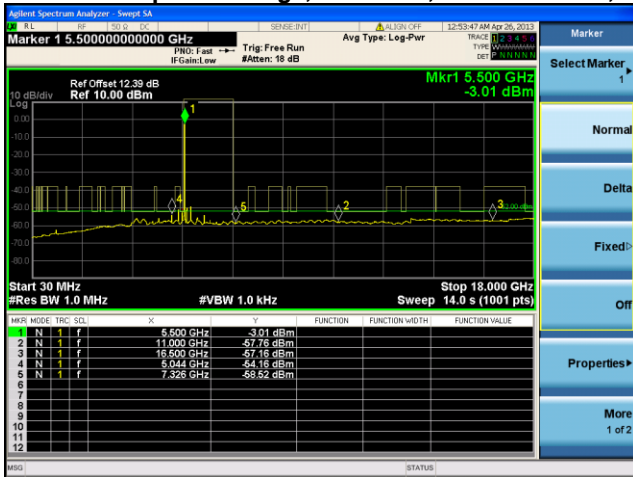 Agilent Spectrum Analyzer - Swept SA
RL RF 50 Ω DC SENSE:INT ALIGN OFF 12:53:47 AM Apr 26, 2013
Marker 1 5.500000000000 GHz
PNO: Fast
IFGain:Low
Trig: Free Run
#Atten: 18 dB
Avg Type: Log-Pwr
TRACE 1 2 3 4 5 6
TYPE
DET P N N N N N
Ref Offset 12.39 dB
10 dB/div Ref 10.00 dBm
Log
Mkr1 5.500 GHz
-3.01 dBm
0.00
-10.0
-20.0
-30.0
-40.0
-50.0
-60.0
-70.0
-80.0
1
4
5
2
3
Start 30 MHz
#Res BW 1.0 MHz
#VBW 1.0 kHz
Stop 18.000 GHz
Sweep 14.0 s (1001 pts)
MKR MODE TRC SCL X Y FUNCTION FUNCTION WIDTH FUNCTION VALUE
1 N 1 f 5.500 GHz -3.01 dBm
2 N 1 f 11.000 GHz -57.76 dBm
3 N 1 f 16.500 GHz -57.16 dBm
4 N 1 f 5.044 GHz -54.16 dBm
5 N 1 f 7.326 GHz -58.52 dBm
6
7
8
9
10
11
12
MSG STATUS
Marker
Select Marker
1
Normal
Delta
Fixed
Off
Properties
More
1 of 2